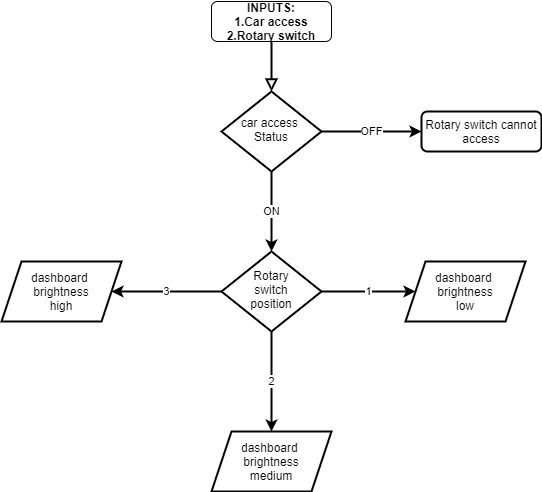 INPUTS:
1.Car access
2.Rotary switch
car access
Status
OFF
Rotary switch cannot
access
ON
dashboard
brightness
high
3
Rotary
switch
position
1
dashboard
brightness
low
2
dashboard
brightness
medium